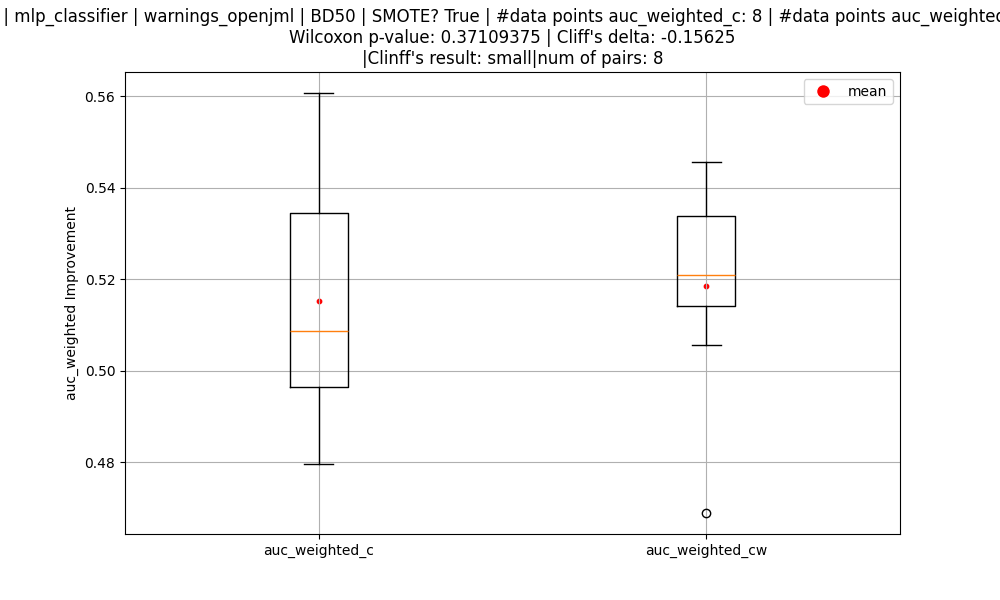 | mlp_classifier | warnings_openjml | BD50 | SMOTE? True | #data points auc_weighted_c: 8 | #data points
Wilcoxon p-value: 0.37109375 | Cliff's delta: -0.15625
|Clinff's result: small|num of pairs: 8
mean
auc_weighted Improvement
0.56
0.54
0.52
0.50
0.48
auc_weighted_c
auc_weighted_cw